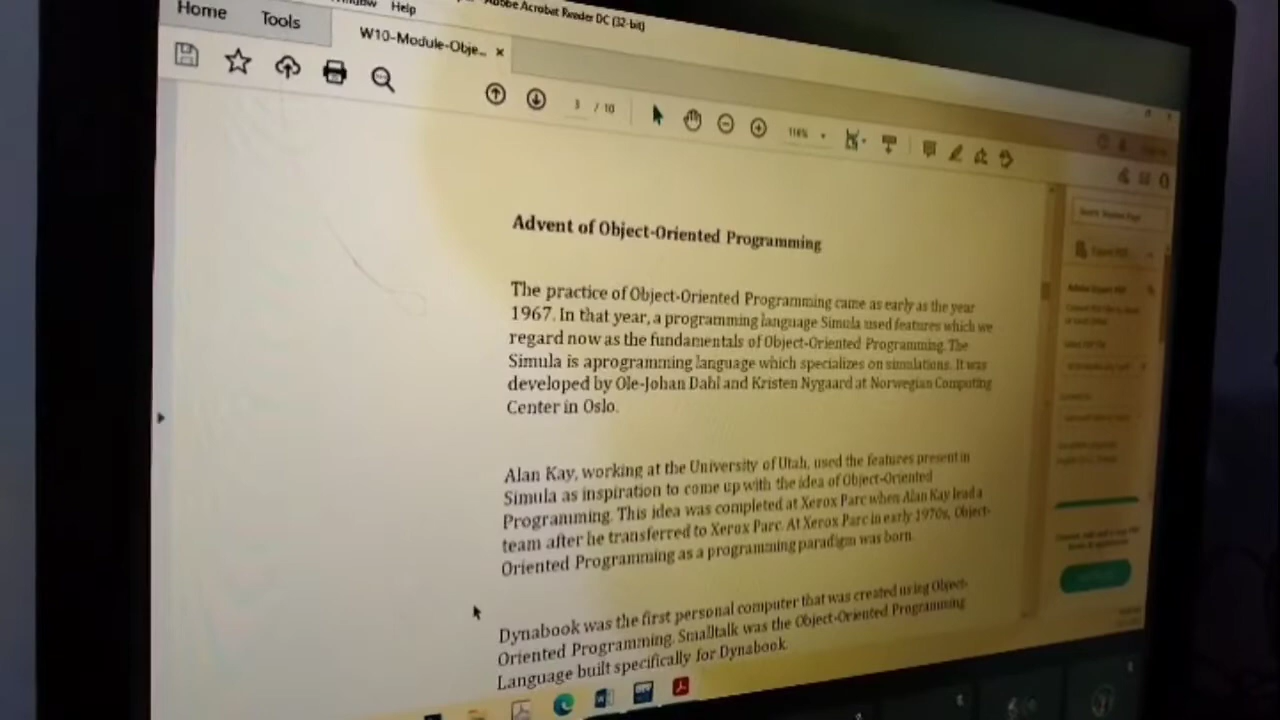 Help
Adobe Acrobat Reader DC (32-bit)
Home
Tools
W10-Module-Obje...
3 / 10
116%
Advent of Object-Oriented Programming
The practice of Object-Oriented Programming came as early as the year
1967. In that year, a programming language Simula used features which we
regard now as the fundamentals of Object-Oriented Programming. The
Simula is aprogramming language which specializes on simulations. It was
developed by Ole-Johan Dahl and Kristen Nygaard at Norwegian Computing
Center in Oslo.
Alan Kay, working at the University of Utah, used the features present in
Simula as inspiration to come up with the idea of Object-Oriented
Programming. This idea was completed at Xerox Parc when Alan Kay lead a
team after he transferred to Xerox Parc. At Xerox Parc in early 1970s, Object-
Oriented Programming as a programming paradigm was born.
Dynabook was the first personal computer that was created using Object-
Oriented Programming. Smalltalk was the Object-Oriented Programming
Language built specifically for Dynabook.
Export PDF